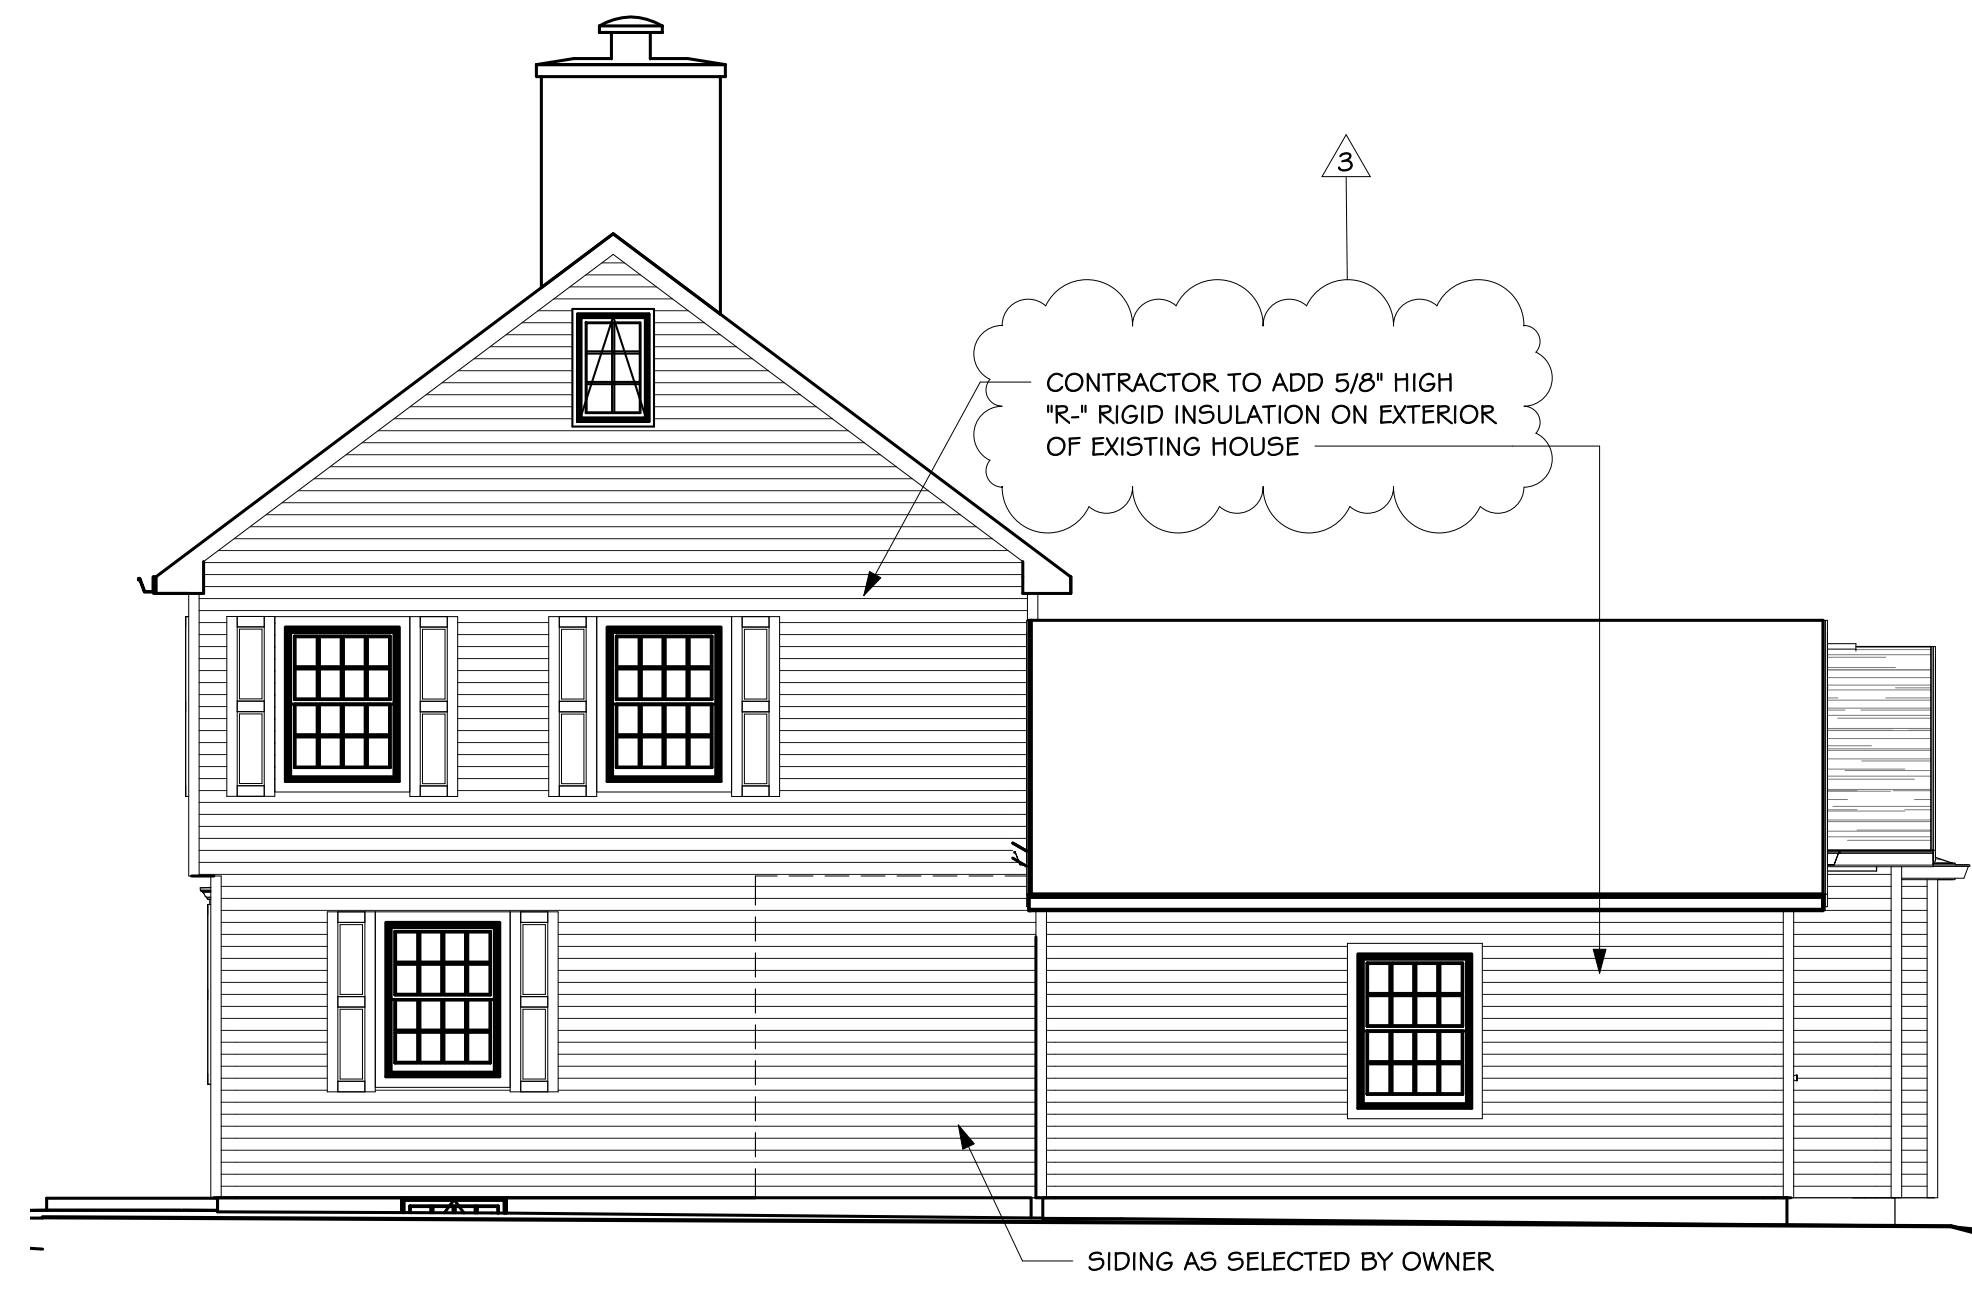 3
CONTRACTOR TO ADD 5/8" HIGH
"R-" RIGID INSULATION ON EXTERIOR
OF EXISTING HOUSE
SIDING AS SELECTED BY OWNER